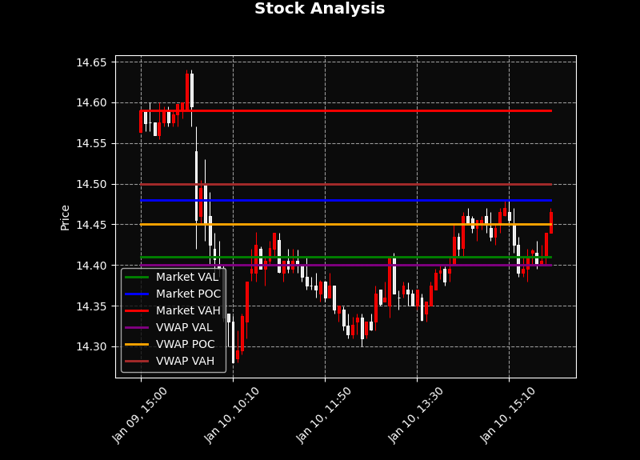 Stock Analysis
Price
14.65
14.60
14.55
14.50
14.45
14.40
14.35
14.30
Market VAL
Market POC
Market VAH
VWAP VAL
VWAP POC
VWAP VAH
Jan 09, 15:00
Jan 10, 10:10
Jan 10, 11:50
Jan 10, 13:30
Jan 10, 15:10